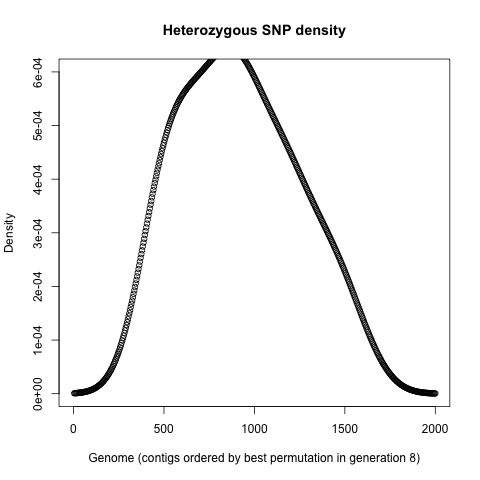 Heterozygous SNP density
Density
6e-04
5e-04
4e-04
3e-04
2e-04
1e-04
0e+00
0 500 1000 1500 2000
Genome (contigs ordered by best permutation in generation 8)